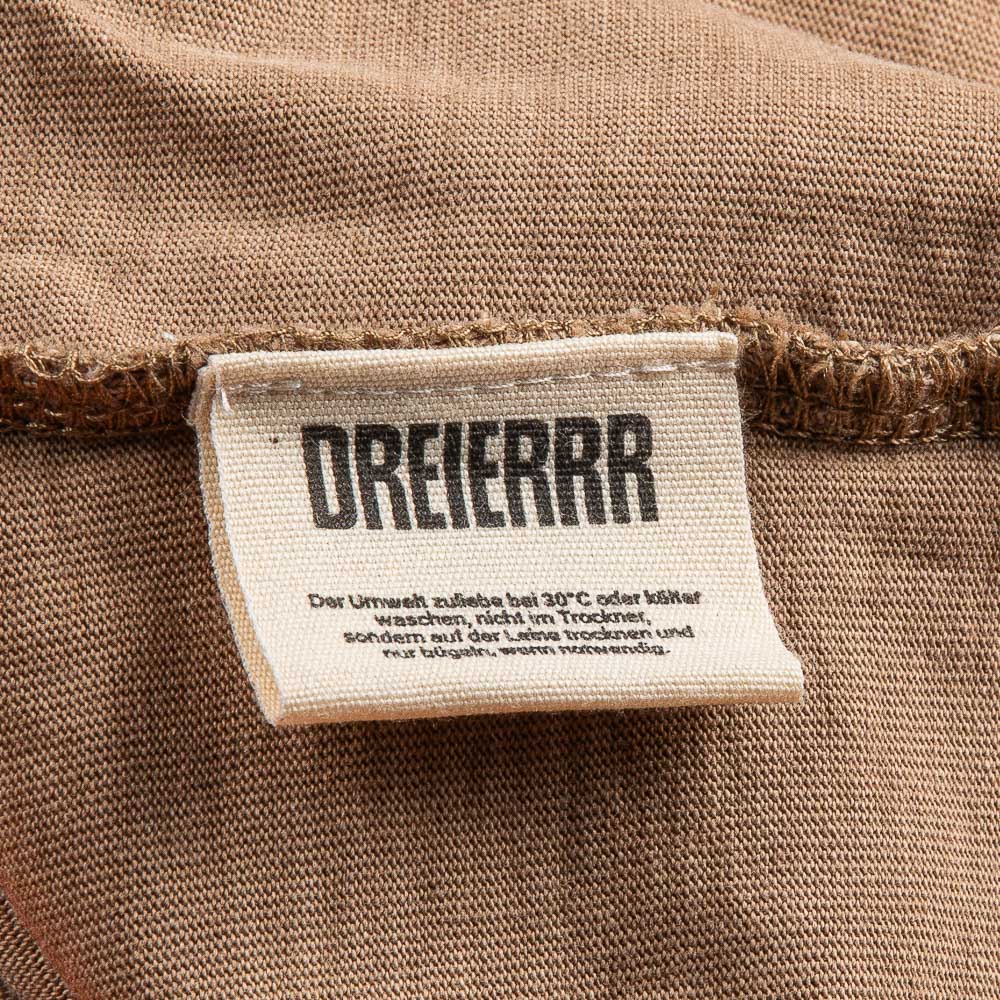 DREIERRR
Der Umwelt zuliebe bei 30°C oder kälter
waschen, nicht im Trockner,
sondern auf der Leine trocknen und
nur bügeln, wenn notwendig.